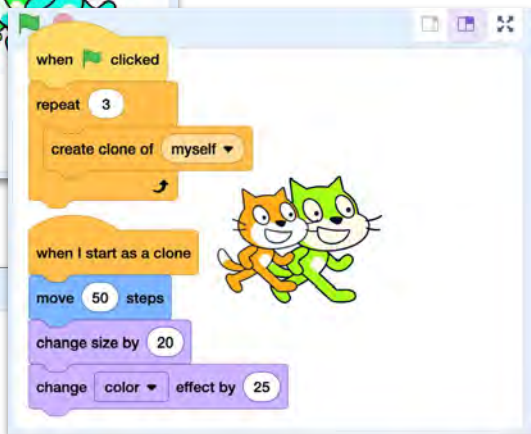 when clicked
repeat 3
create clone of myself
when I start as a clone
move 50 steps
change size by 20
change color effect by 25